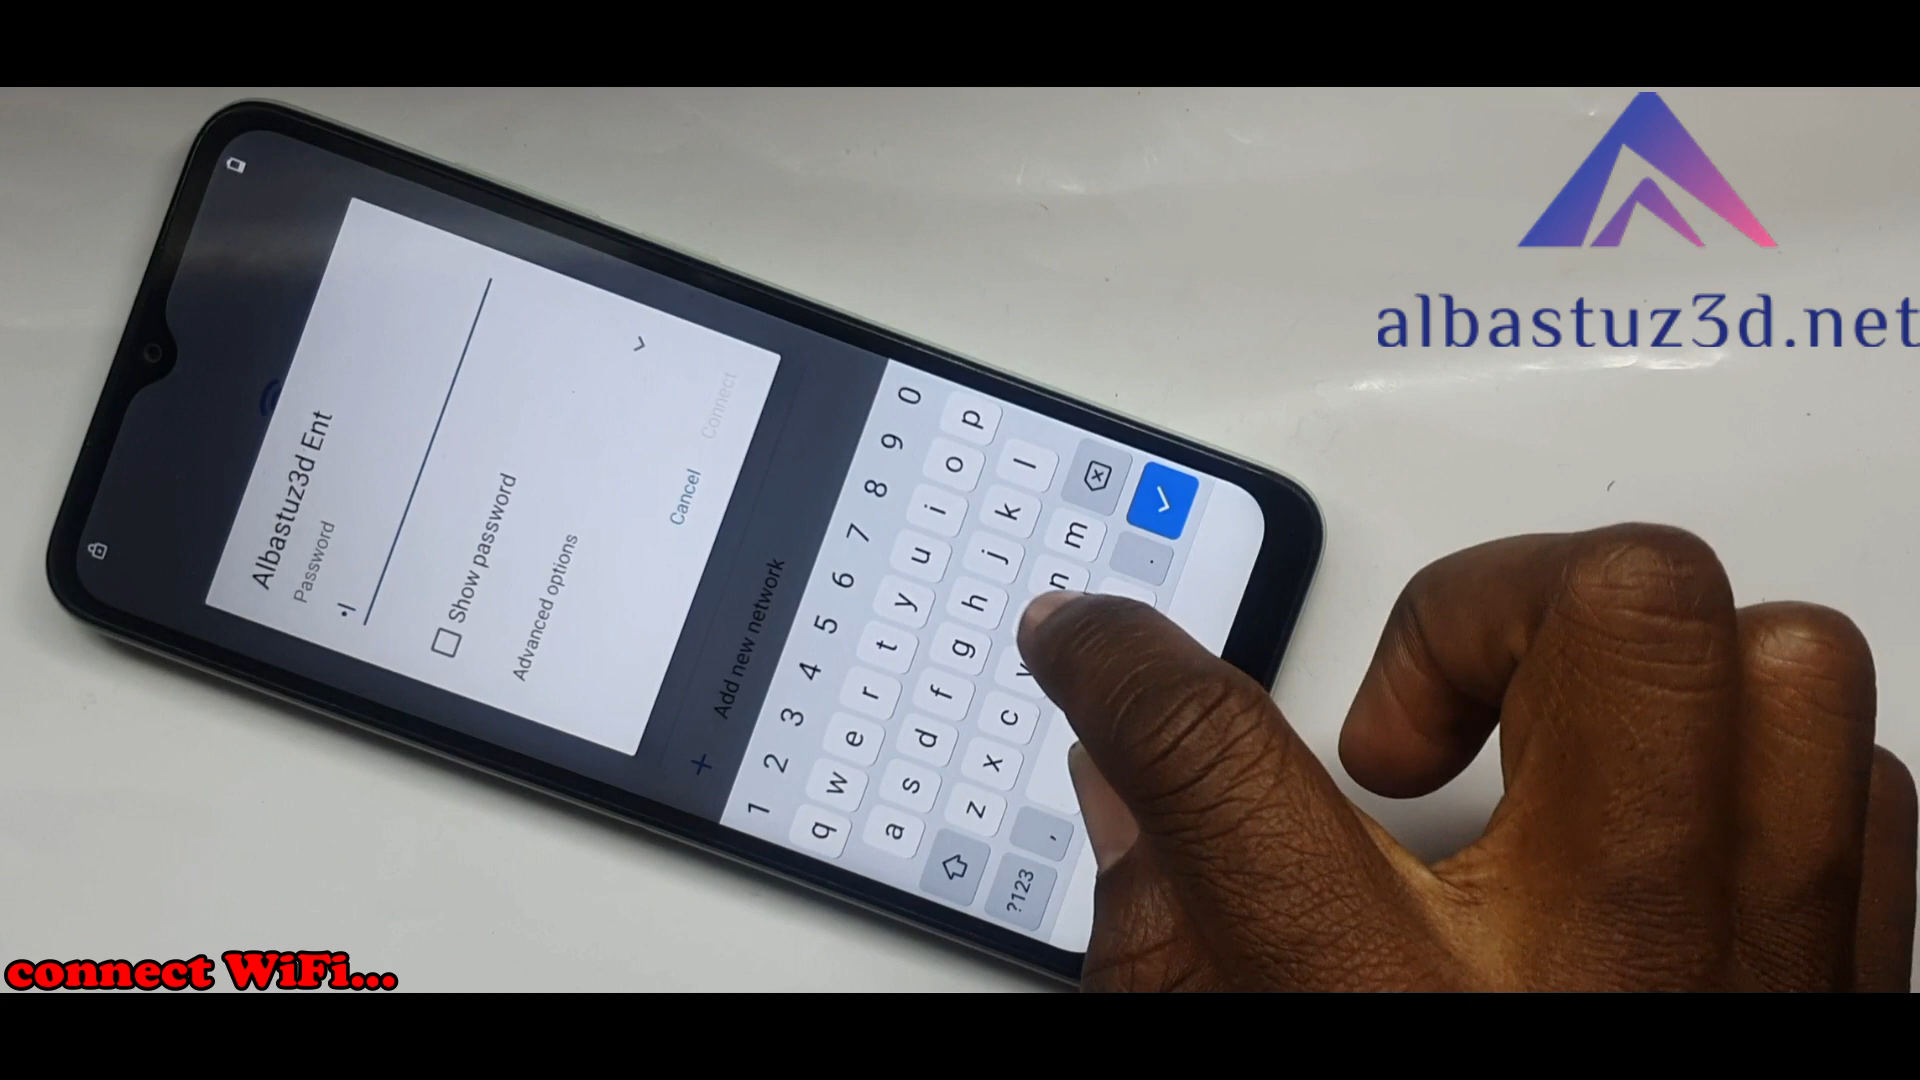 albastuz3d.net
Albastuz3d Ent
Password
Show password
Advanced options
Cancel Connect
+ Add new network
1 2 3 4 5 6 7 8 9 0
q w e r t y u i o p
a s d f g h j k l
z x c v n m
?123 , .
connect WiFi...